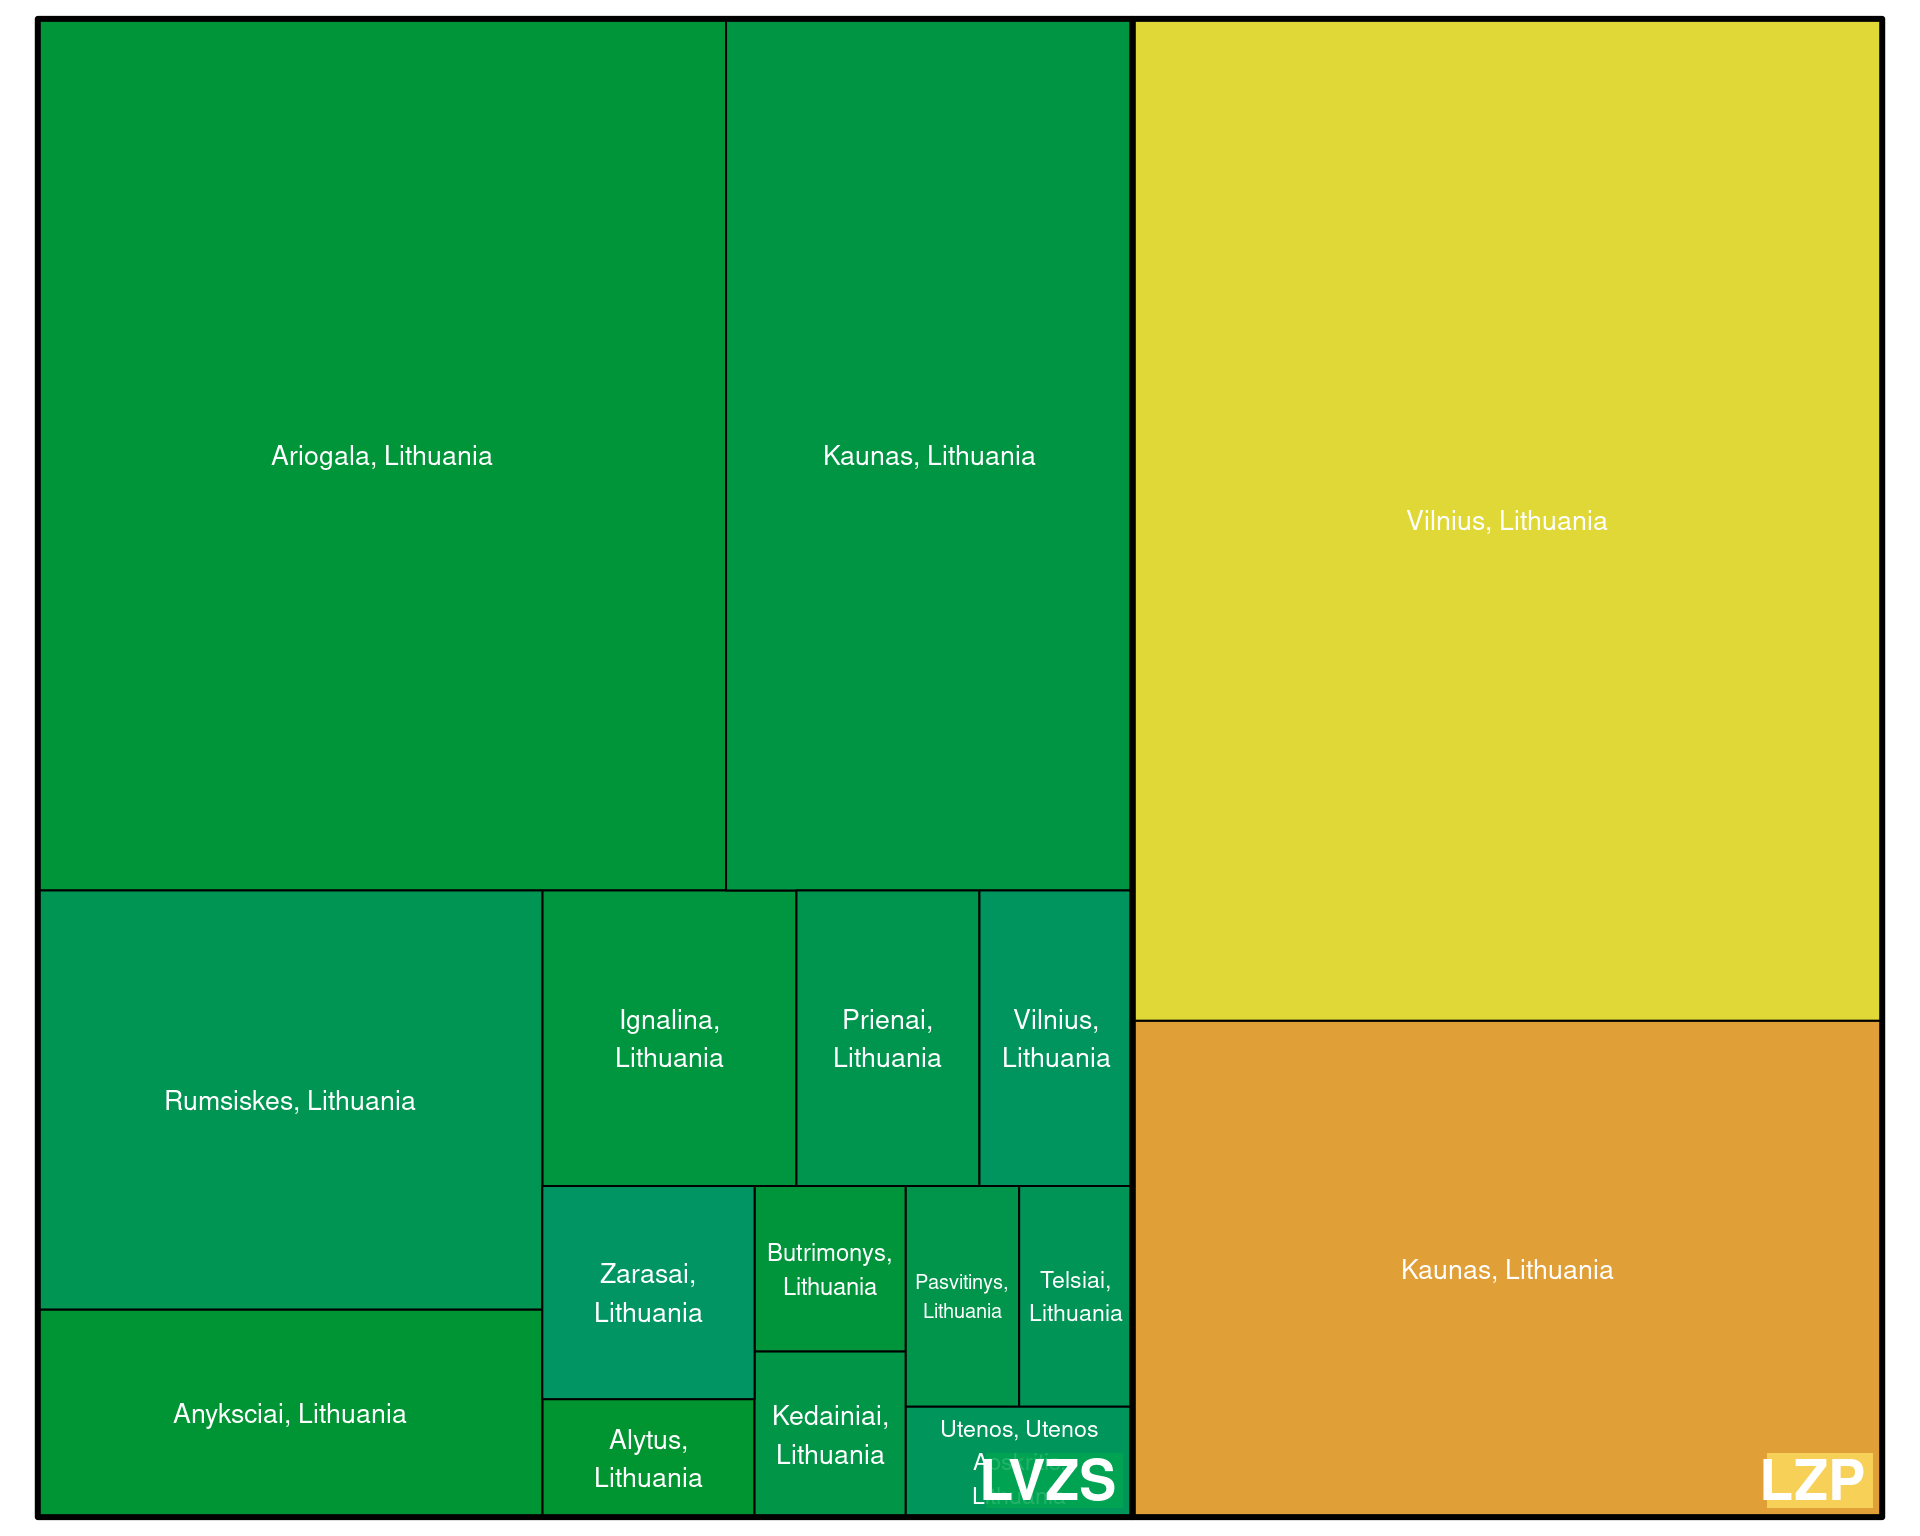 Ariogala, Lithuania
Kaunas, Lithuania
Vilnius, Lithuania
Rumsiskes, Lithuania
Ignalina,
Lithuania
Prienai,
Lithuania
Vilnius,
Lithuania
Zarasai,
Lithuania
Butrimonys,
Lithuania
Pasvitinys,
Lithuania
Telsiai,
Lithuania
Kaunas, Lithuania
Anyksciai, Lithuania
Alytus,
Lithuania
Kedainiai,
Lithuania
Utenos, Utenos
Lithuania
LVZS
LZP